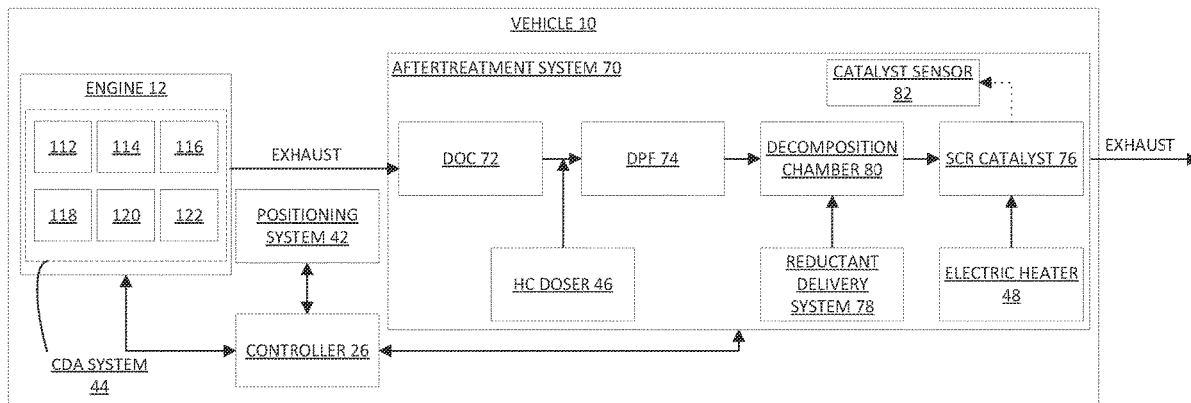 VEHICLE 10
AFTERTREATMENT SYSTEM 70
ENGINE 12
CATALYST SENSOR
82
112 114 116
EXHAUST
DOC 72
DPF 74
DECOMPOSITION
CHAMBER 80
SCR CATALYST 76
EXHAUST
118 120 122
POSITIONING
SYSTEM 42
HC DOSER 46
REDUCTANT
DELIVERY
SYSTEM 78
ELECTRIC HEATER
48
CDA SYSTEM
44
CONTROLLER 26